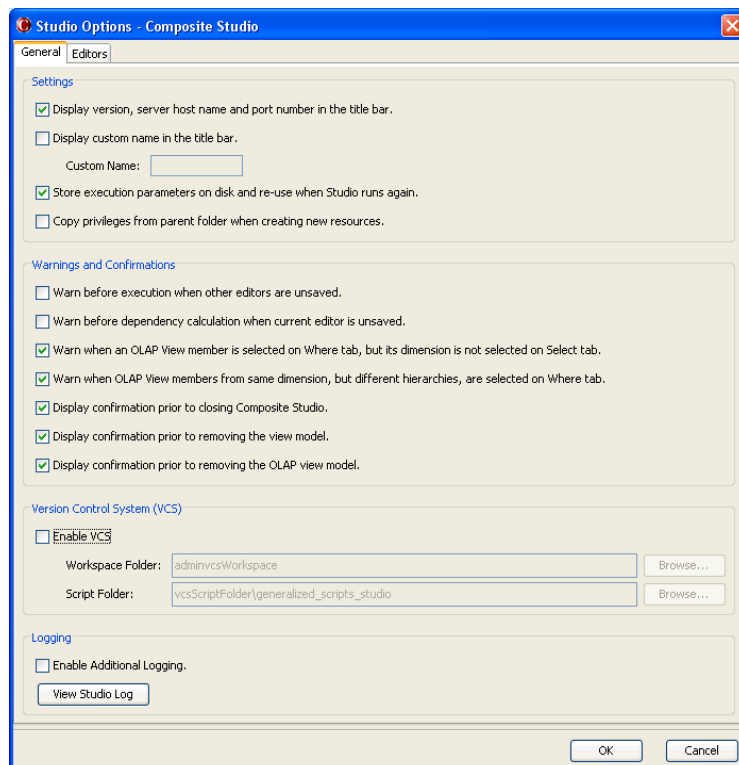 Studio Options - Composite Studio
General Editors
Settings
Display version, server host name and port number in the title bar.
Display custom name in the title bar.
Custom Name:
Store execution parameters on disk and re-use when Studio runs again.
Copy privileges from parent folder when creating new resources.
Warnings and Confirmations
Warn before execution when other editors are unsaved.
Warn before dependency calculation when current editor is unsaved.
Warn when an OLAP View member is selected on Where tab, but its dimension is not selected on Select tab.
Warn when OLAP View members from same dimension, but different hierarchies, are selected on Where tab.
Display confirmation prior to closing Composite Studio.
Display confirmation prior to removing the view model.
Display confirmation prior to removing the OLAP view model.
Version Control System (VCS)
Enable VCS
Workspace Folder: adminvcsWorkspace Browse...
Script Folder: vcsScriptFolder\generalized_scripts_studio Browse...
Logging
Enable Additional Logging.
View Studio Log
OK Cancel